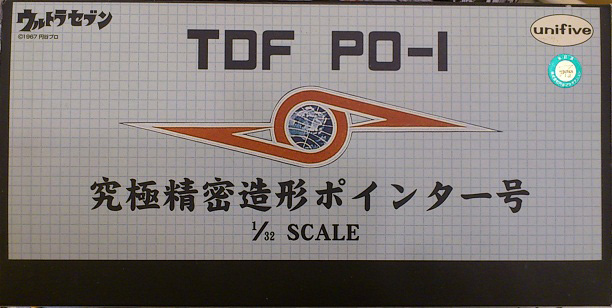 ウルトラセブン
©1967 円谷プロ
TDF PO-1
unifive
究極精密造形ポインター号
1/32 SCALE